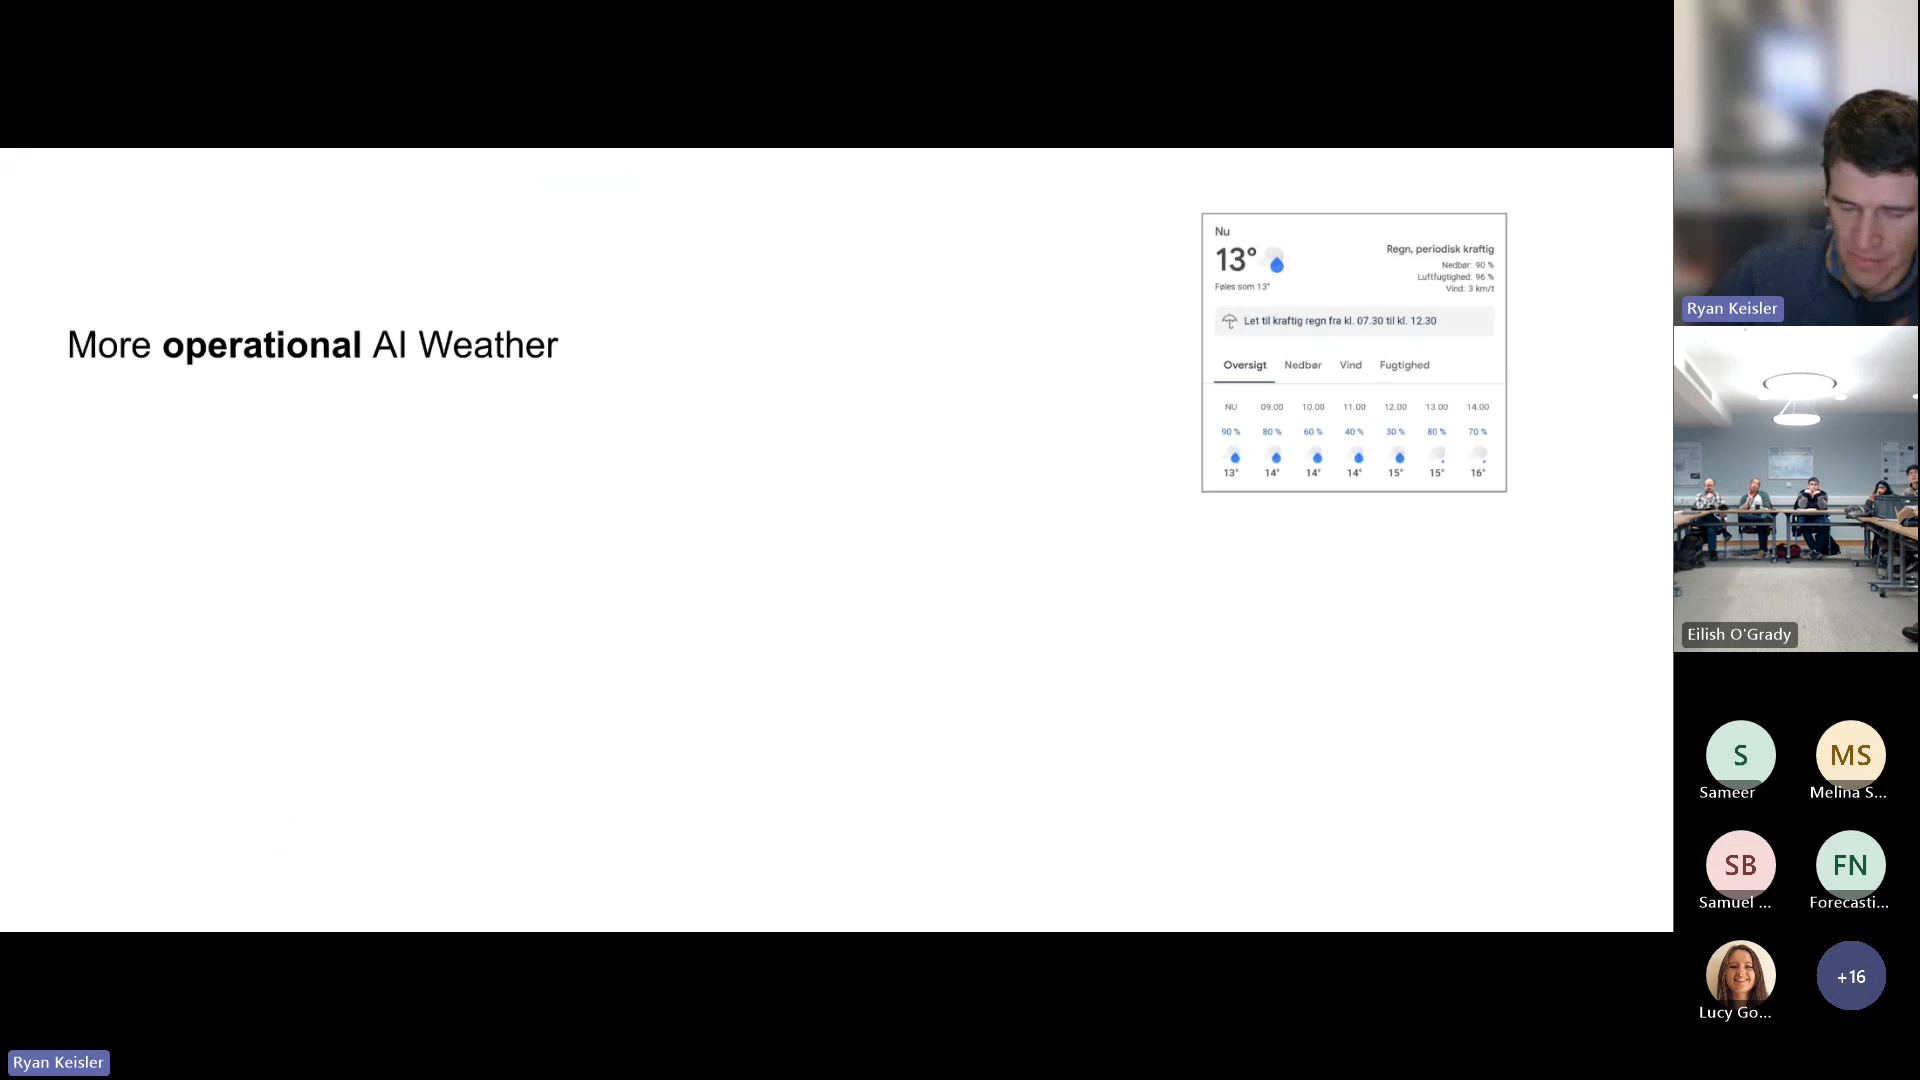 More operational AI Weather
Nu
13°
Føles som 13°
Regn, periodisk kraftig
Nedbør: 90 %
Luftfugtighed: 96 %
Vind: 3 km/t
Let til kraftig regn fra kl. 07.30 til kl. 12.30
Oversigt Nedbør Vind Fugtighed
NU 09.00 10.00 11.00 12.00 13.00 14.00
90 % 80 % 60 % 40 % 30 % 80 % 70 %
13° 14° 14° 14° 15° 15° 16°
Ryan Keisler
Eilish O'Grady
S MS
Sameer Melina S...
SB FN
Samuel ... Forecasti...
+16
Lucy Go...
Ryan Keisler